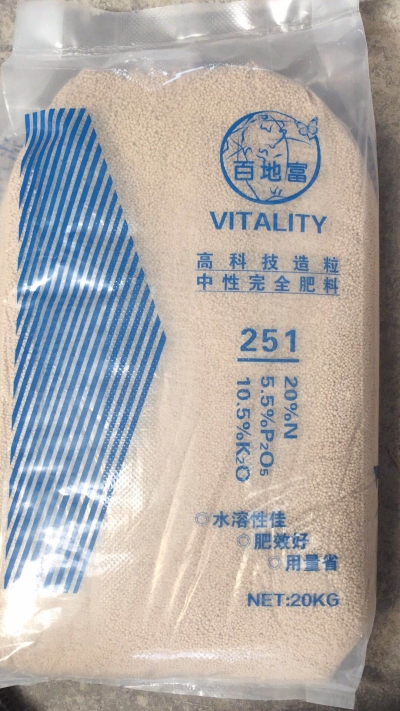 百地富
VITALITY
高科技造粒
中性完全肥料
251
20%N
5.5%P₂O₅
10.5%K₂O
◎水溶性佳
◎肥效好
◎用量省
NET:20KG